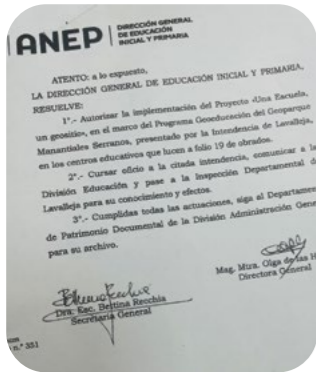 ANEP
DIRECCIÓN GENERAL
DE EDUCACIÓN
INICIAL Y PRIMARIA
ATENTO: a lo expuesto,
LA DIRECCIÓN GENERAL DE EDUCACIÓN INICIAL Y PRIMARIA,
RESUELVE:
1°.- Autorizar la implementación del Proyecto «Una Escuela,
un geositio», en el marco del Programa Geoeducación del Geoparque
Manantiales Serranos, presentado por la Intendencia de Lavalleja,
en los centros educativos que lucen a folio 19 de obrados.
2°.- Cursar oficio a la citada intendencia, comunicar a la
División Educación y pase a la Inspección Departamental d
Lavalleja para su conocimiento y efectos.
3°.- Cumplidas todas las actuaciones, siga al Departame
de Patrimonio Documental de la División Administración Gene
para su archivo.
Mag. Mtra. Olga de las H
Directora General
Dra. Esc. Bettina Recchia
Secretaria General
n.° 351